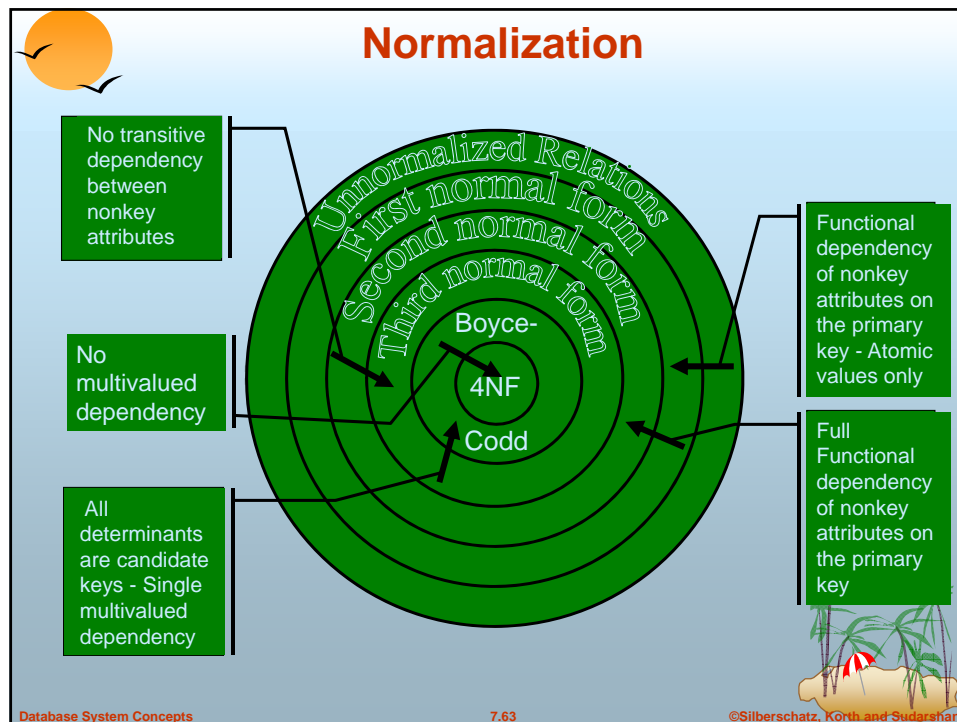 Normalization
No transitive
dependency
between
nonkey
attributes
Unnormalized Relations
First normal form
Second normal form
Third normal form
Boyce-
4NF
Codd
Functional
dependency
of nonkey
attributes on
the primary
key - Atomic
values only
No
multivalued
dependency
Full
Functional
dependency
of nonkey
attributes on
the primary
key
All
determinants
are candidate
keys - Single
multivalued
dependency
Database System Concepts
7.63
©Silberschatz, Korth and Sudarshan